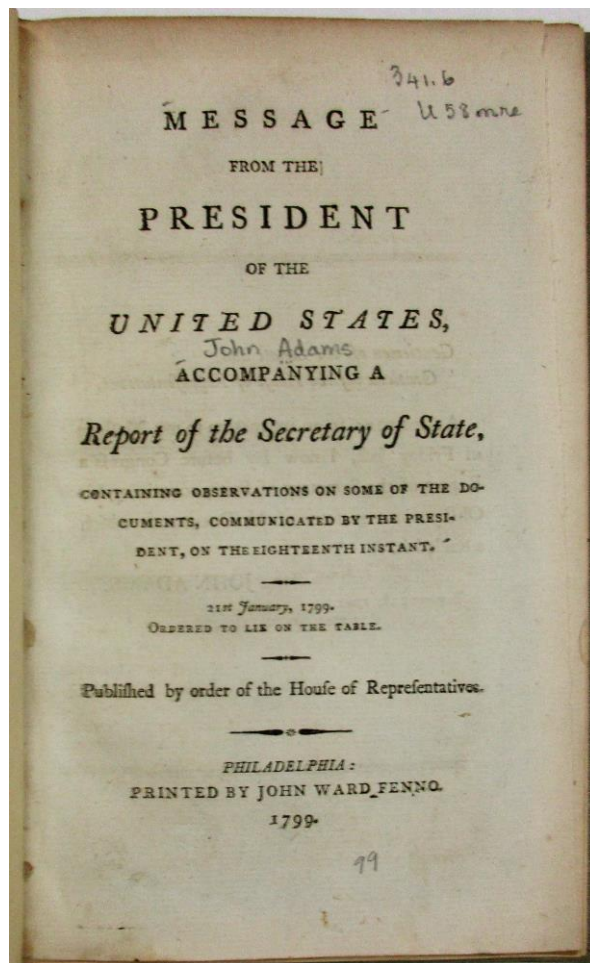 341.6
U58mre
MESSAGE
FROM THE
PRESIDENT
OF THE
UNITED STATES,
John Adams
ACCOMPANYING A
Report of the Secretary of State,
CONTAINING OBSERVATIONS ON SOME OF THE DO-
CUMENTS, COMMUNICATED BY THE PRESI-
DENT, ON THE EIGHTEENTH INSTANT.
21st January, 1799.
ORDERED TO LIE ON THE TABLE.
Publiſhed by order of the Houſe of Repreſentatives.
PHILADELPHIA:
PRINTED BY JOHN WARD FENNO.
1799.
99